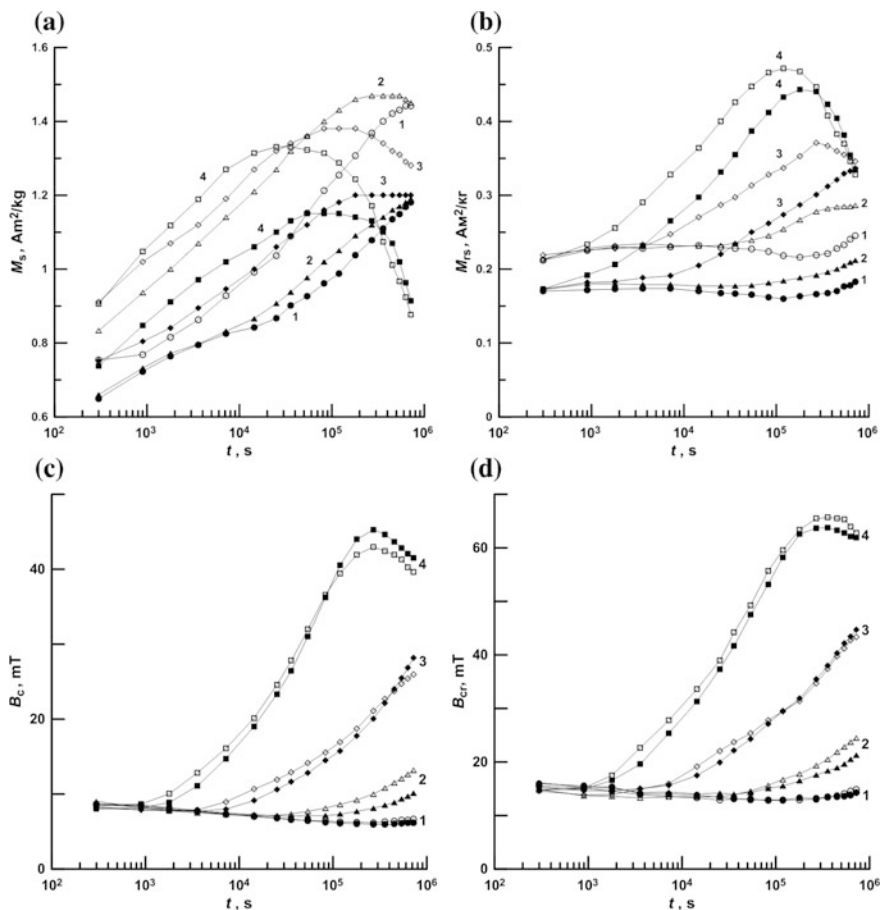 (a)
1.6
1.4
1.2
1
0.8
0.6
Ms, Am²/kg
4
2
1
3
3
4
2
1
10² 10³ 10⁴ 10⁵ 10⁶
t, s
(b)
0.5
0.4
0.3
0.2
0.1
0
Mrs, Ам²/кг
4
4
3
3
2
1
2
1
10² 10³ 10⁴ 10⁵ 10⁶
t, s
(c)
40
20
0
Bc, mT
4
3
2
1
10² 10³ 10⁴ 10⁵ 10⁶
t, s
(d)
60
40
20
0
Bcr, mT
4
3
2
1
10² 10³ 10⁴ 10⁵ 10⁶
t, s